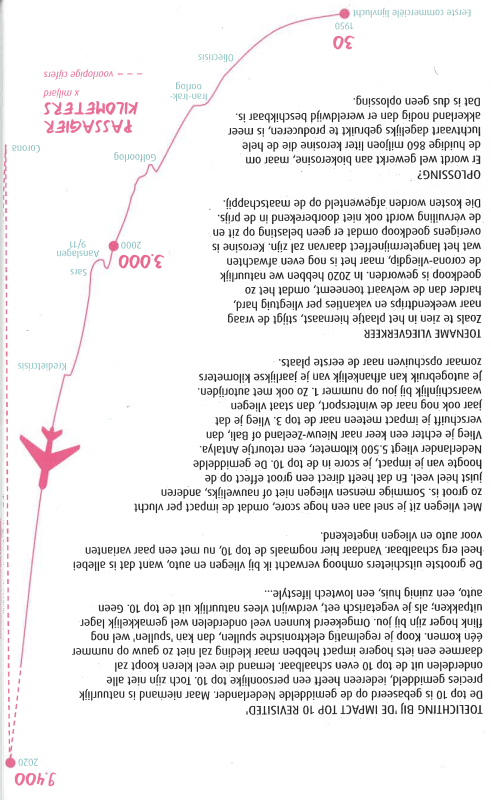 TOELICHTING BIJ 'DE IMPACT TOP 10 REVISITED'
De top 10 is gebaseerd op de gemiddelde Nederlander. Maar niemand is natuurlijk
precies gemiddeld, iedereen heeft een persoonlijke top 10. Toch zijn niet alle
onderdelen uit de top 10 even schaalbaar. Iemand die veel kleren koopt zal
daarmee een iets hogere impact hebben maar kleding zal niet zo gauw op nummer
één komen. Koop je regelmatig elektronische spullen, dan kan 'spullen' wel nog
flink hoger zijn bij jou. Omgekeerd kunnen veel onderdelen wel gemakkelijk lager
uitpakken; als je vegetarisch eet, verdwijnt vlees natuurlijk uit de top 10. Geen
auto, een zuinig huis, een lowtech lifestyle...
De grootste uitschieters omhoog verwacht ik bij vliegen en auto, want dat is allebei
heel erg schaalbaar. Vandaar hier nogmaals de top 10, nu met een paar varianten
voor auto en vliegen ingetekend.
Met vliegen zit je snel aan een hoge score, omdat de impact per vlucht
zo groot is. Sommige mensen vliegen niet of nauwelijks, anderen
juist heel veel. En dat heeft direct een groot effect op de
hoogte van je impact, je score in de top 10. De gemiddelde
Nederlander vliegt 5.500 kilometer, een retourtje Antalya.
Vlieg je echter een keer naar Nieuw-Zeeland of Bali, dan
verschuift je impact meteen naar de top 3. Vlieg je dat
jaar ook nog naar de wintersport, dan staat vliegen
waarschijnlijk bij jou op nummer 1. Zo ook met autorijden.
Je autogebruik kan afhankelijk van je jaarlijkse kilometers
zomaar opschuiven naar de eerste plaats.
TOENAME VLIEGVERKEER
Zoals te zien in het plaatje hiernaast, stijgt de vraag
naar weekendtrips en vakanties per vliegtuig hard,
harder dan de welvaart toeneemt, omdat het zo
goedkoop is geworden. In 2020 hebben we natuurlijk
de corona-vliegdip, maar het is nog even afwachten
wat het langetermijneffect daarvan zal zijn. Kerosine is
overigens goedkoop omdat er geen belasting op zit en
de vervuiling wordt ook niet doorberekend in de prijs.
Die kosten worden afgewenteld op de maatschappij.
OPLOSSING?
Er wordt wel gewerkt aan biokerosine, maar om
de huidige 860 miljoen liter kerosine die de hele
luchtvaart dagelijks gebruikt te produceren, is meer
akkerland nodig dan er wereldwijd beschikbaar is.
Dat is dus geen oplossing.
9.400
2020
Kredietcrisis
Sars
Aanslagen
9/11
3.000
2000
Golfoorlog
Corona
PASSAGIER
KILOMETERS
x miljard
--- voorlopige cijfers
Iran-Irak
oorlog
Oliecrisis
30
1950
Eerste commerciële lijnvlucht